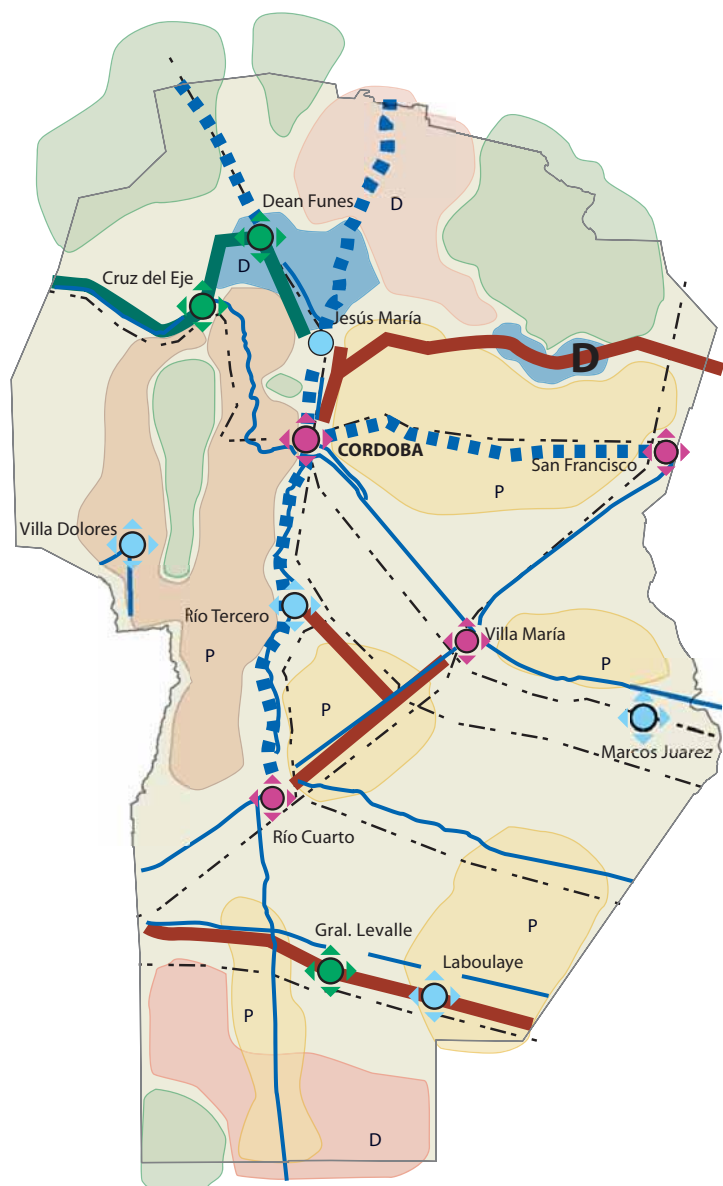 Dean Funes
D
D
Cruz del Eje
Jesús María
D
CORDOBA
San Francisco
P
Villa Dolores
Río Tercero
Villa María
P
P
P
Marcos Juarez
Río Cuarto
Gral. Levalle
P
Laboulaye
P
D